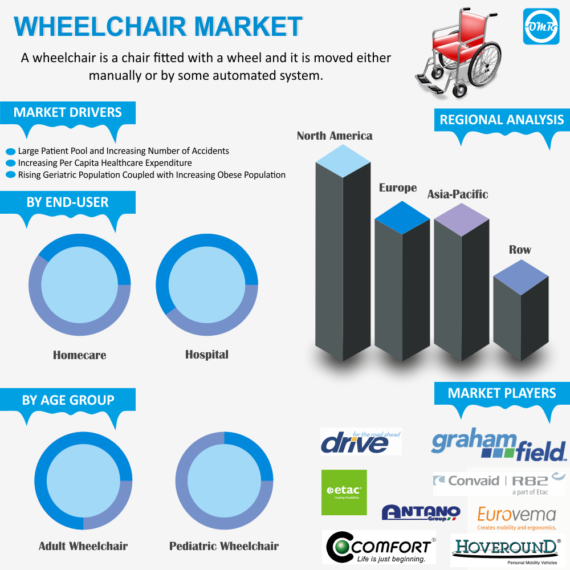 WHEELCHAIR MARKET
DMR
A wheelchair is a chair fitted with a wheel and it is moved either
manually or by some automated system.
MARKET DRIVERS
Large Patient Pool and Increasing Number of Accidents
Increasing Per Capita Healthcare Expenditure
Rising Geriatric Population Coupled with Increasing Obese Population
REGIONAL ANALYSIS
North America
Europe
Asia-Pacific
Row
BY END-USER
Homecare
Hospital
BY AGE GROUP
Adult Wheelchair
Pediatric Wheelchair
MARKET PLAYERS
for the road ahead
drive
grahamfield
etac
Convaid | R82
a part of Etac
ANTANO
Group
Eurovema
Creates mobility and ergonomics.
COMFORT®
Life is just beginning.
HOVEROUND®
Personal Mobility Vehicles